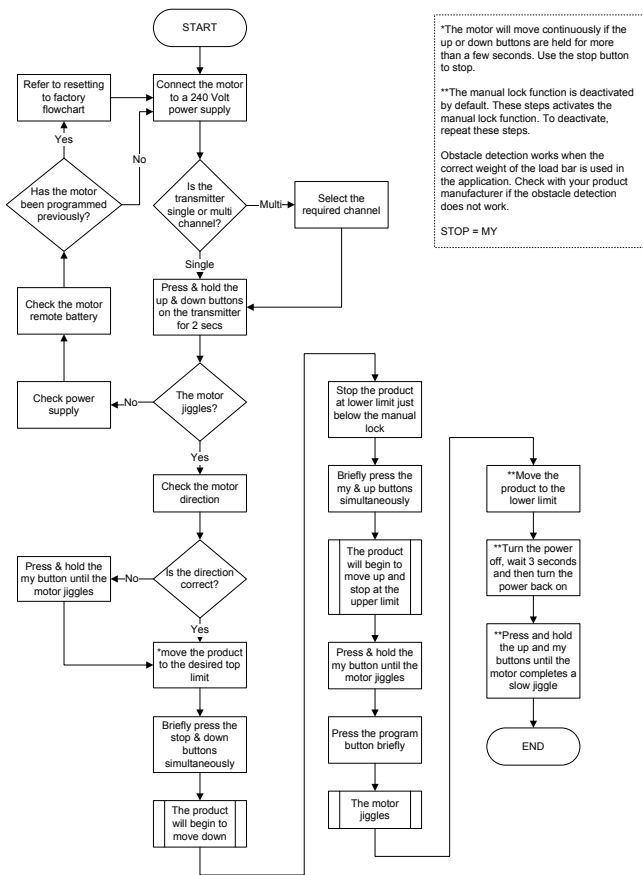 START
Connect the motor
to a 240 Volt
power supply
Refer to resetting
to factory
flowchart
Yes
No
Has the motor
been programmed
previously?
Is the
transmitter
single or multi
channel?
Multi
Select the
required channel
Single
Press & hold the
up & down buttons
on the transmitter
for 2 secs
Check the motor
remote battery
Check power
supply
No
The motor
jiggles?
Yes
Check the motor
direction
Is the direction
correct?
No
Press & hold the
my button until the
motor jiggles
Yes
*move the product
to the desired top
limit
Briefly press the
stop & down
buttons
simultaneously
The product
will begin to
move down
Stop the product
at lower limit just
below the manual
lock
Briefly press the
my & up buttons
simultaneously
The product
will begin to
move up and
stop at the
upper limit
Press & hold the
my button until the
motor jiggles
Press the program
button briefly
The motor
jiggles
**Move the
product to the
lower limit
**Turn the power
off, wait 3 seconds
and then turn the
power back on
**Press and hold
the up and my
buttons until the
motor completes a
slow jiggle
END
*The motor will move continuously if the
up or down buttons are held for more
than a few seconds. Use the stop button
to stop.
**The manual lock function is deactivated
by default. These steps activates the
manual lock function. To deactivate,
repeat these steps.
Obstacle detection works when the
correct weight of the load bar is used in
the application. Check with your product
manufacturer if the obstacle detection
does not work.
STOP = MY